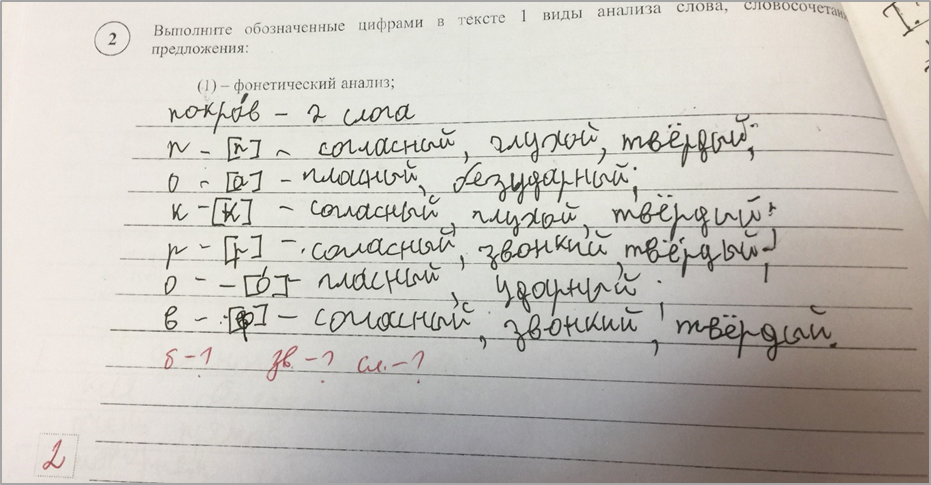 2
Выполните обозначенные цифрами в тексте 1 виды анализа слова, словосочетан
предложения:
(1) – фонетический анализ;
покро́в – 2 слога
п – [п] – согласный, глухой, твёрдый;
о – [а] – гласный, безударный;
к – [к] – согласный, глухой, твёрдый;
р – [р] – согласный, звонкий, твёрдый;
о – [о́] – гласный, ударный;
в – [ф] – согласный, звонкий, твёрдый.
б – ? зв. – ? сл. – ?
2